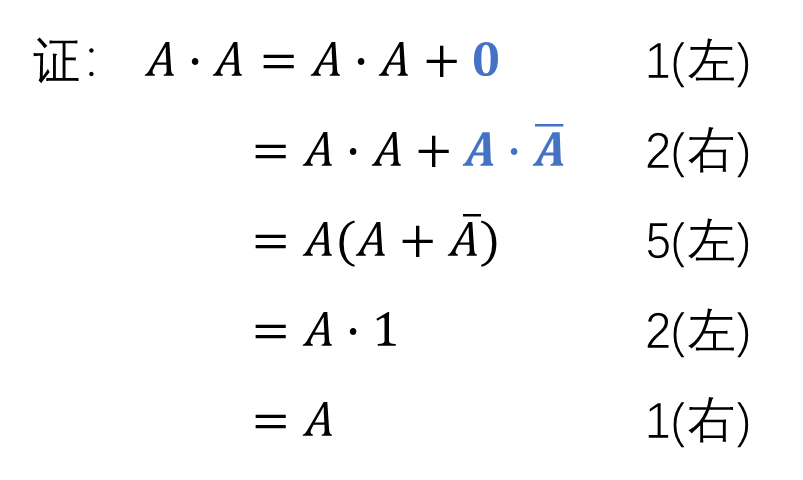 证: A · A = A · A + 0 1(左)
= A · A + A · A̅ 2(右)
= A(A + A̅) 5(左)
= A · 1 2(左)
= A 1(右)